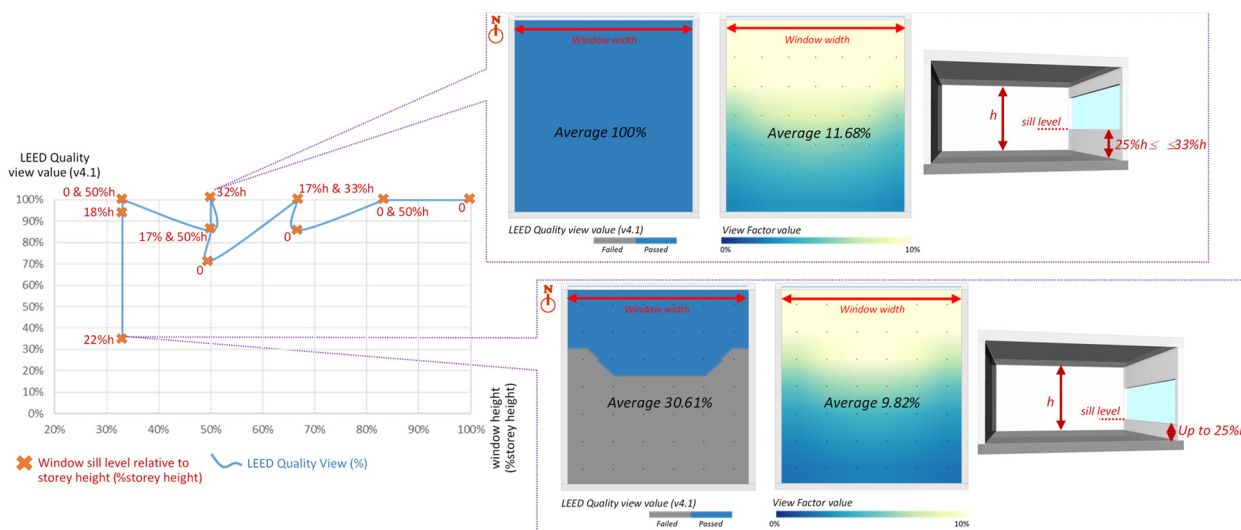 LEED Quality
view value (v4.1)
0 & 50%h
32%h
17%h & 33%
18%h
17% & 50%h
0
0
0 & 50%h
0
22%h
100%
90%
80%
70%
60%
50%
40%
30%
20%
10%
0%
20%
30%
40%
50%
60%
70%
80%
90%
100%
window height
(%storey height)
Window sill level relative to
storey height (%storey height)
LEED Quality View (%)
N
Window width
Average 100%
LEED Quality view value (v4.1)
Failed
Passed
Window width
Average 11.68%
View Factor value
0%
10%
h
sill level
25%h ≤ ≤33%h
N
Window width
Average 30.61%
LEED Quality view value (v4.1)
Failed
Passed
Window width
Average 9.82%
View Factor value
0%
10%
h
sill level
Up to 25%h